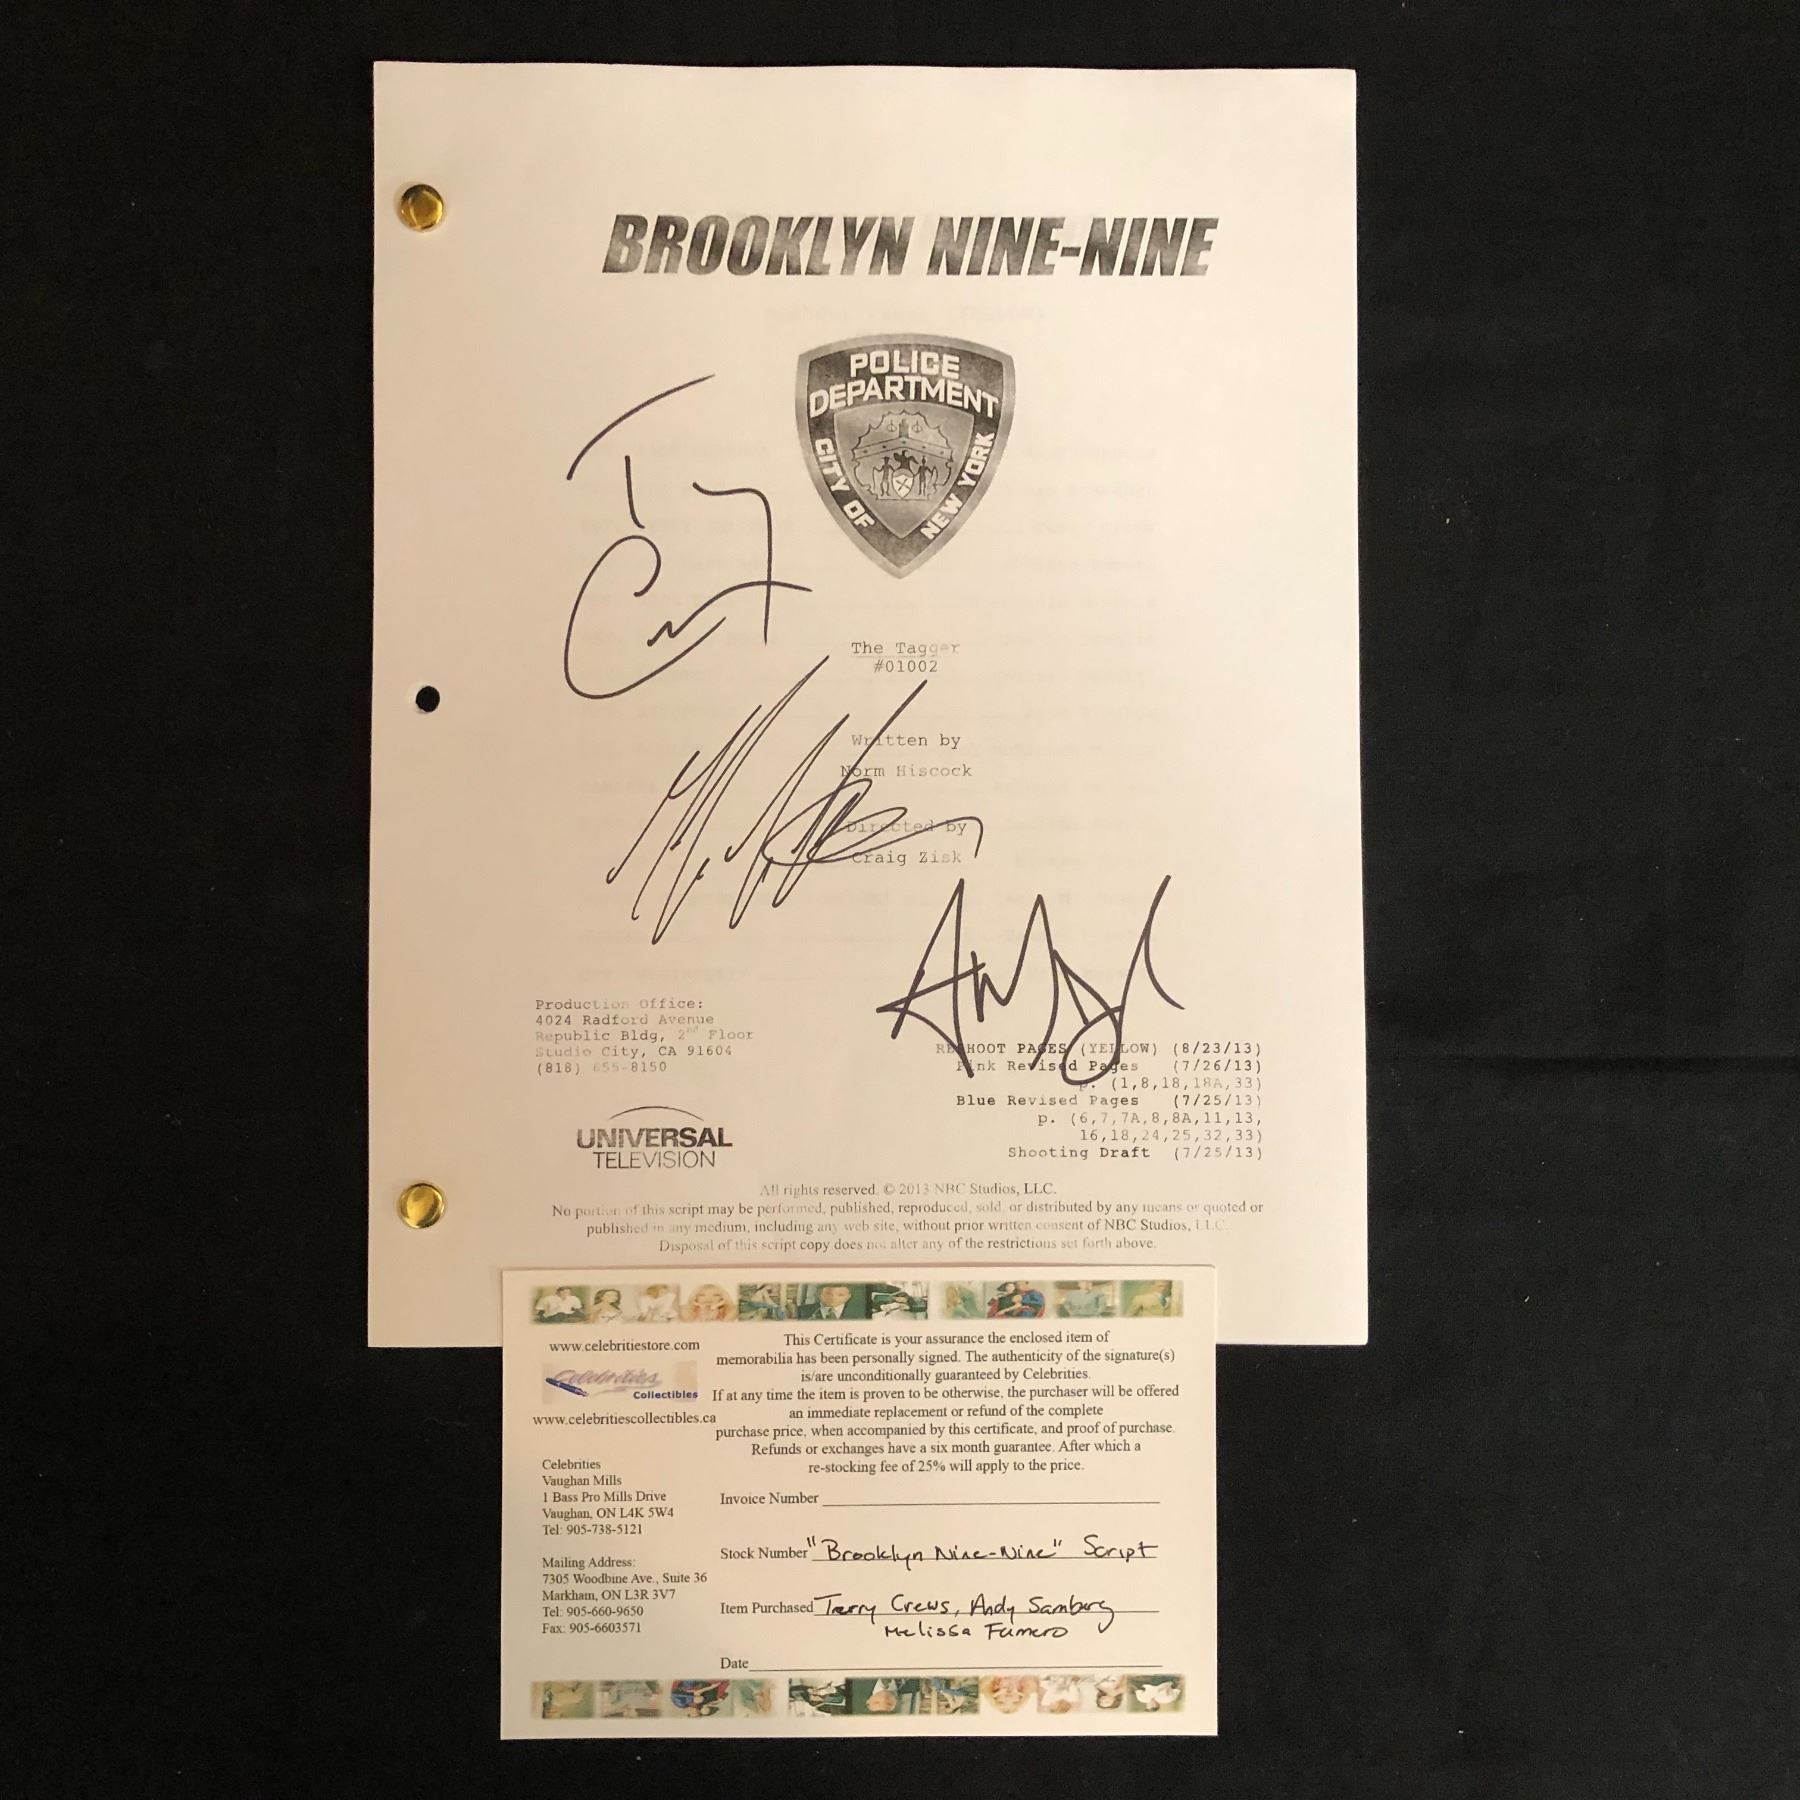 BROOKLYN NINE-NINE
POLICE
DEPARTMENT
CITY OF
NEW YORK
The Tagger
#01002
Written by
Norm Hiscock
Directed by
Craig Zisk
Production Office:
4024 Radford Avenue
Republic Bldg, 2nd Floor
Studio City, CA 91604
(818) 655-8150
RESHOOT PAGES (YELLOW) (8/23/13)
Pink Revised Pages (7/26/13)
p. (1,8,18,18A,33)
Blue Revised Pages (7/25/13)
p. (6,7,7A,8,8A,11,13,
16,18,24,25,32,33)
Shooting Draft (7/25/13)
UNIVERSAL
TELEVISION
All rights reserved. © 2013 NBC Studios, LLC.
No portion of this script may be performed, published, reproduced, sold, or distributed by any means or quoted or
published in any medium, including any web site, without prior written consent of NBC Studios, LLC.
Disposal of this script copy does not alter any of the restrictions set forth above.
www.celebritiestore.com
Celebrities
Collectibles
www.celebritiescollectibles.ca
Celebrities
Vaughan Mills
1 Bass Pro Mills Drive
Vaughan, ON L4K 5W4
Tel: 905-738-5121
Mailing Address:
7305 Woodbine Ave., Suite 36
Markham, ON L3R 3V7
Tel: 905-660-9650
Fax: 905-6603571
This Certificate is your assurance the enclosed item of
memorabilia has been personally signed. The authenticity of the signature(s)
is/are unconditionally guaranteed by Celebrities.
If at any time the item is proven to be otherwise, the purchaser will be offered
an immediate replacement or refund of the complete
purchase price, when accompanied by this certificate, and proof of purchase.
Refunds or exchanges have a six month guarantee. After which a
re-stocking fee of 25% will apply to the price.
Invoice Number
Stock Number "Brooklyn Nine-Nine" Script
Item Purchased Terry Crews, Andy Samberg
Melissa Fumero
Date